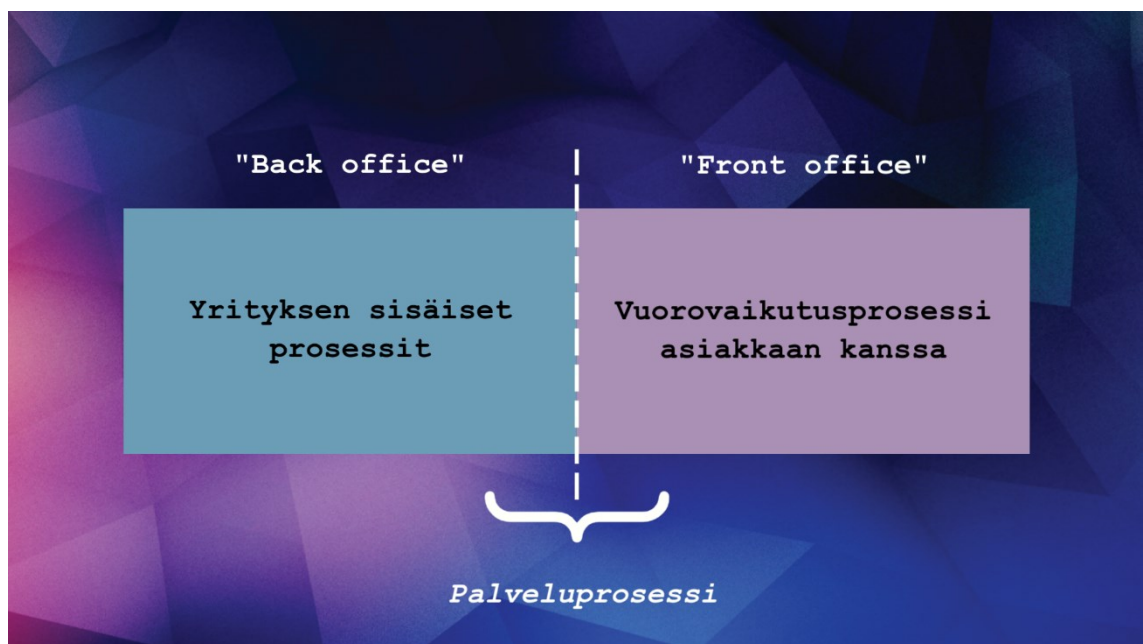 "Back office"
"Front office"
Yrityksen sisäiset
prosessit
Vuorovaikutusprosessi
asiakkaan kanssa
Palveluprosessi